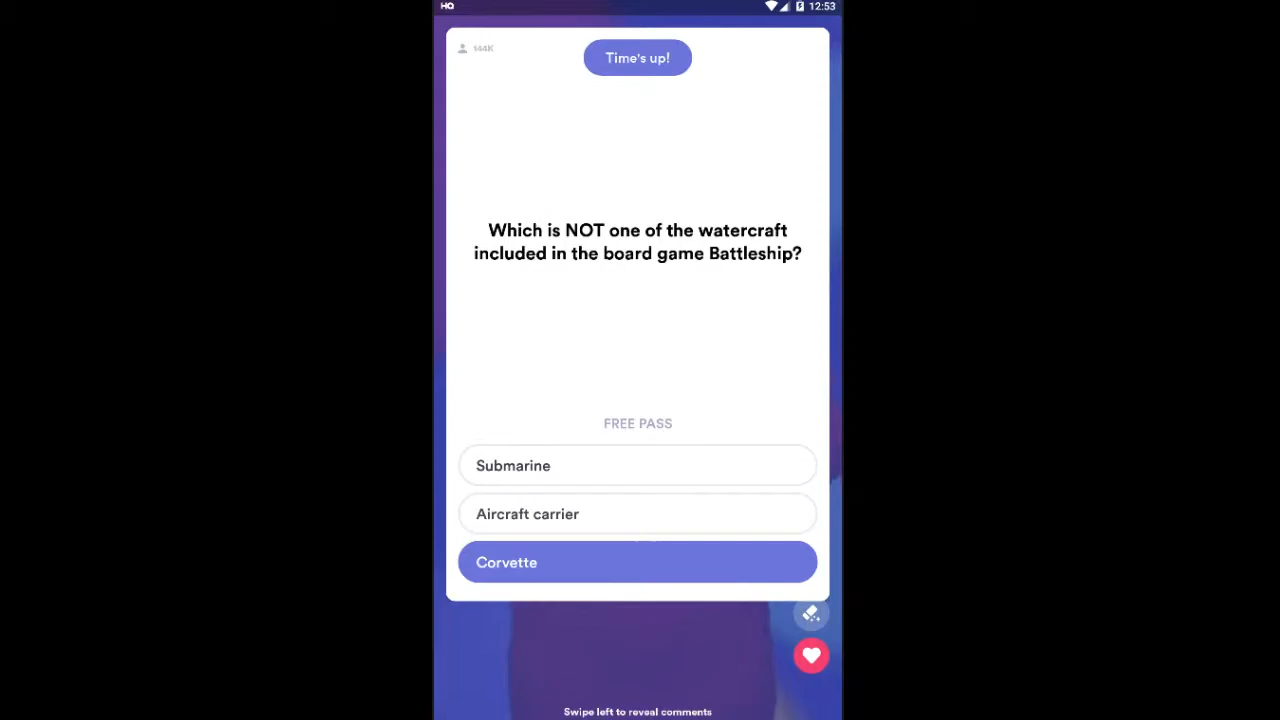 HQ
12:53
144K
Time's up!
Which is NOT one of the watercraft
included in the board game Battleship?
FREE PASS
Submarine
Aircraft carrier
Corvette
Swipe left to reveal comments